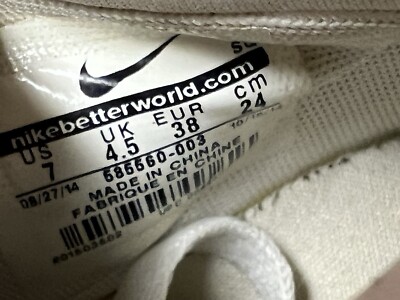 nikebetterworld.com
US UK EUR cm
7 4.5 38 24
685560-003
08/27/14
MADE IN CHINA
FABRIQUE EN CHINE